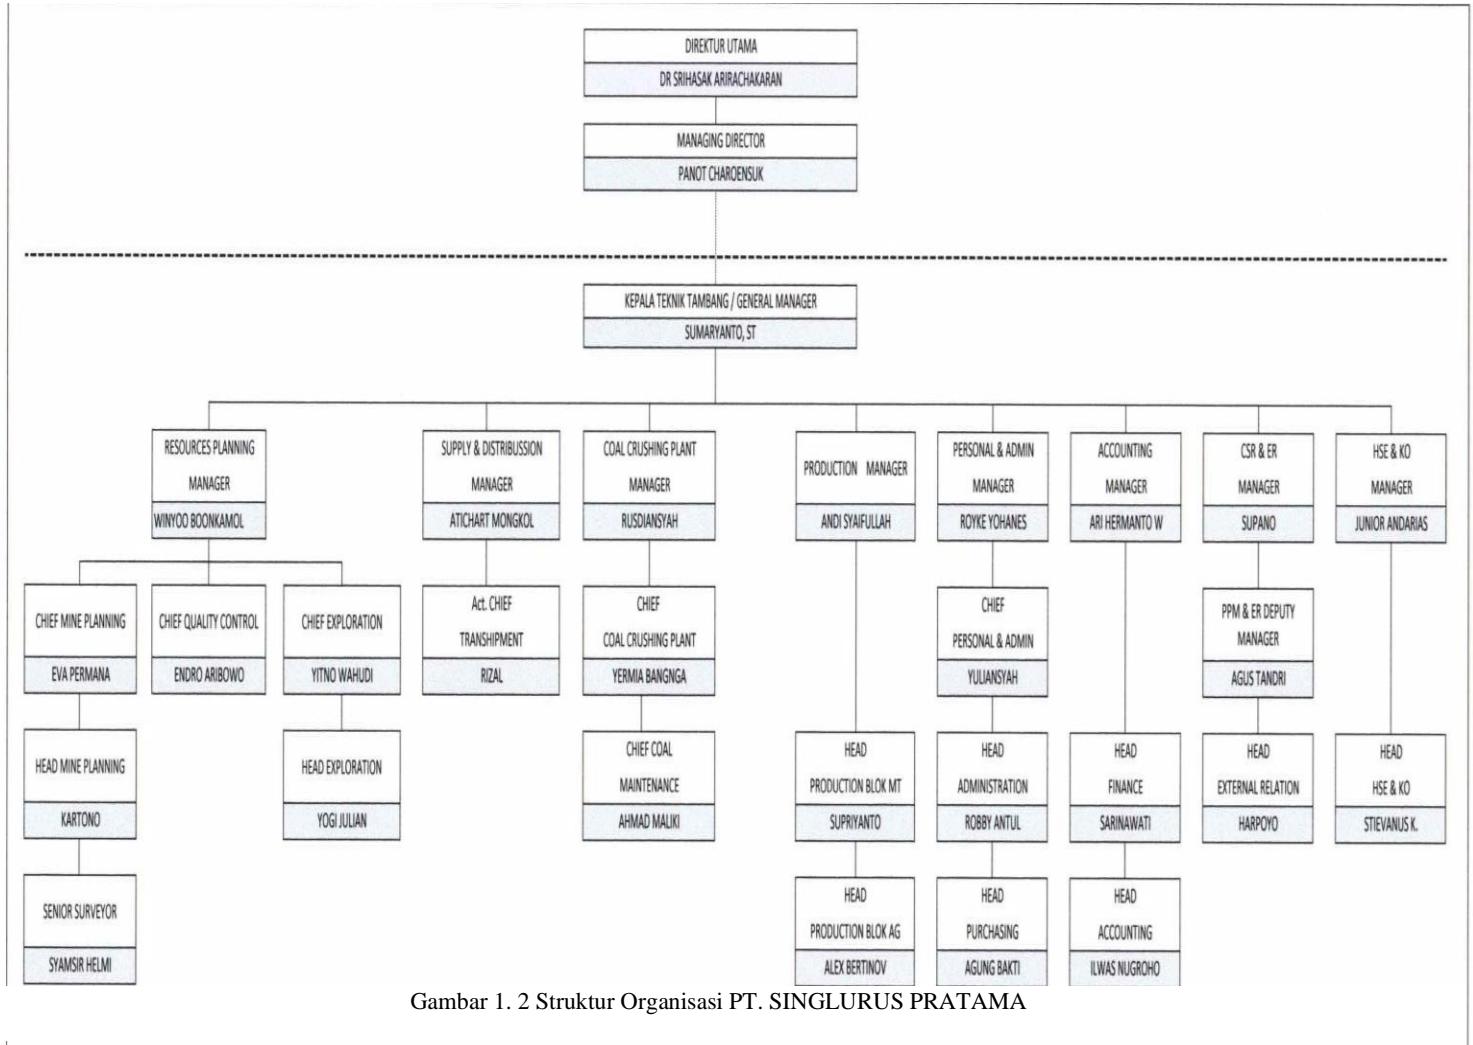 DIREKTUR UTAMA
DR SRIHASAK ARIRACHAKARAN
MANAGING DIRECTOR
PANOT CHAROENSUK
KEPALA TEKNIK TAMBANG / GENERAL MANAGER
SUMARYANTO, ST
RESOURCES PLANNING
MANAGER
WINYOO BOONKAMOL
SUPPLY & DISTRIBUSSION
MANAGER
ATICHART MONGKOL
COAL CRUSHING PLANT
MANAGER
RUSDIANSYAH
PRODUCTION MANAGER
ANDI SYAIFULLAH
PERSONAL & ADMIN
MANAGER
ROYKE YOHANES
ACCOUNTING
MANAGER
ARI HERMANTO W
CSR & ER
MANAGER
SUPANO
HSE & KO
MANAGER
JUNIOR ANDARIAS
CHIEF MINE PLANNING
EVA PERMANA
CHIEF QUALITY CONTROL
ENDRO ARIBOWO
CHIEF EXPLORATION
YITNO WAHUDI
Act. CHIEF
TRANSHIPMENT
RIZAL
CHIEF
COAL CRUSHING PLANT
YERMIA BANGNGA
CHIEF
PERSONAL & ADMIN
YULIANSYAH
PPM & ER DEPUTY
MANAGER
AGUS TANDRI
HEAD MINE PLANNING
KARTONO
HEAD EXPLORATION
YOGI JULIAN
CHIEF COAL
MAINTENANCE
AHMAD MALIKI
HEAD
PRODUCTION BLOK MT
SUPRIYANTO
HEAD
ADMINISTRATION
ROBBY ANTUL
HEAD
FINANCE
SARINAWATI
HEAD
EXTERNAL RELATION
HARPOYO
HEAD
HSE & KO
STIEVANUS K.
SENIOR SURVEYOR
SYAMSIR HELMI
HEAD
PRODUCTION BLOK AG
ALEX BERTINOV
HEAD
PURCHASING
AGUNG BAKTI
HEAD
ACCOUNTING
ILWAS NUGROHO
Gambar 1. 2 Struktur Organisasi PT. SINGLURUS PRATAMA